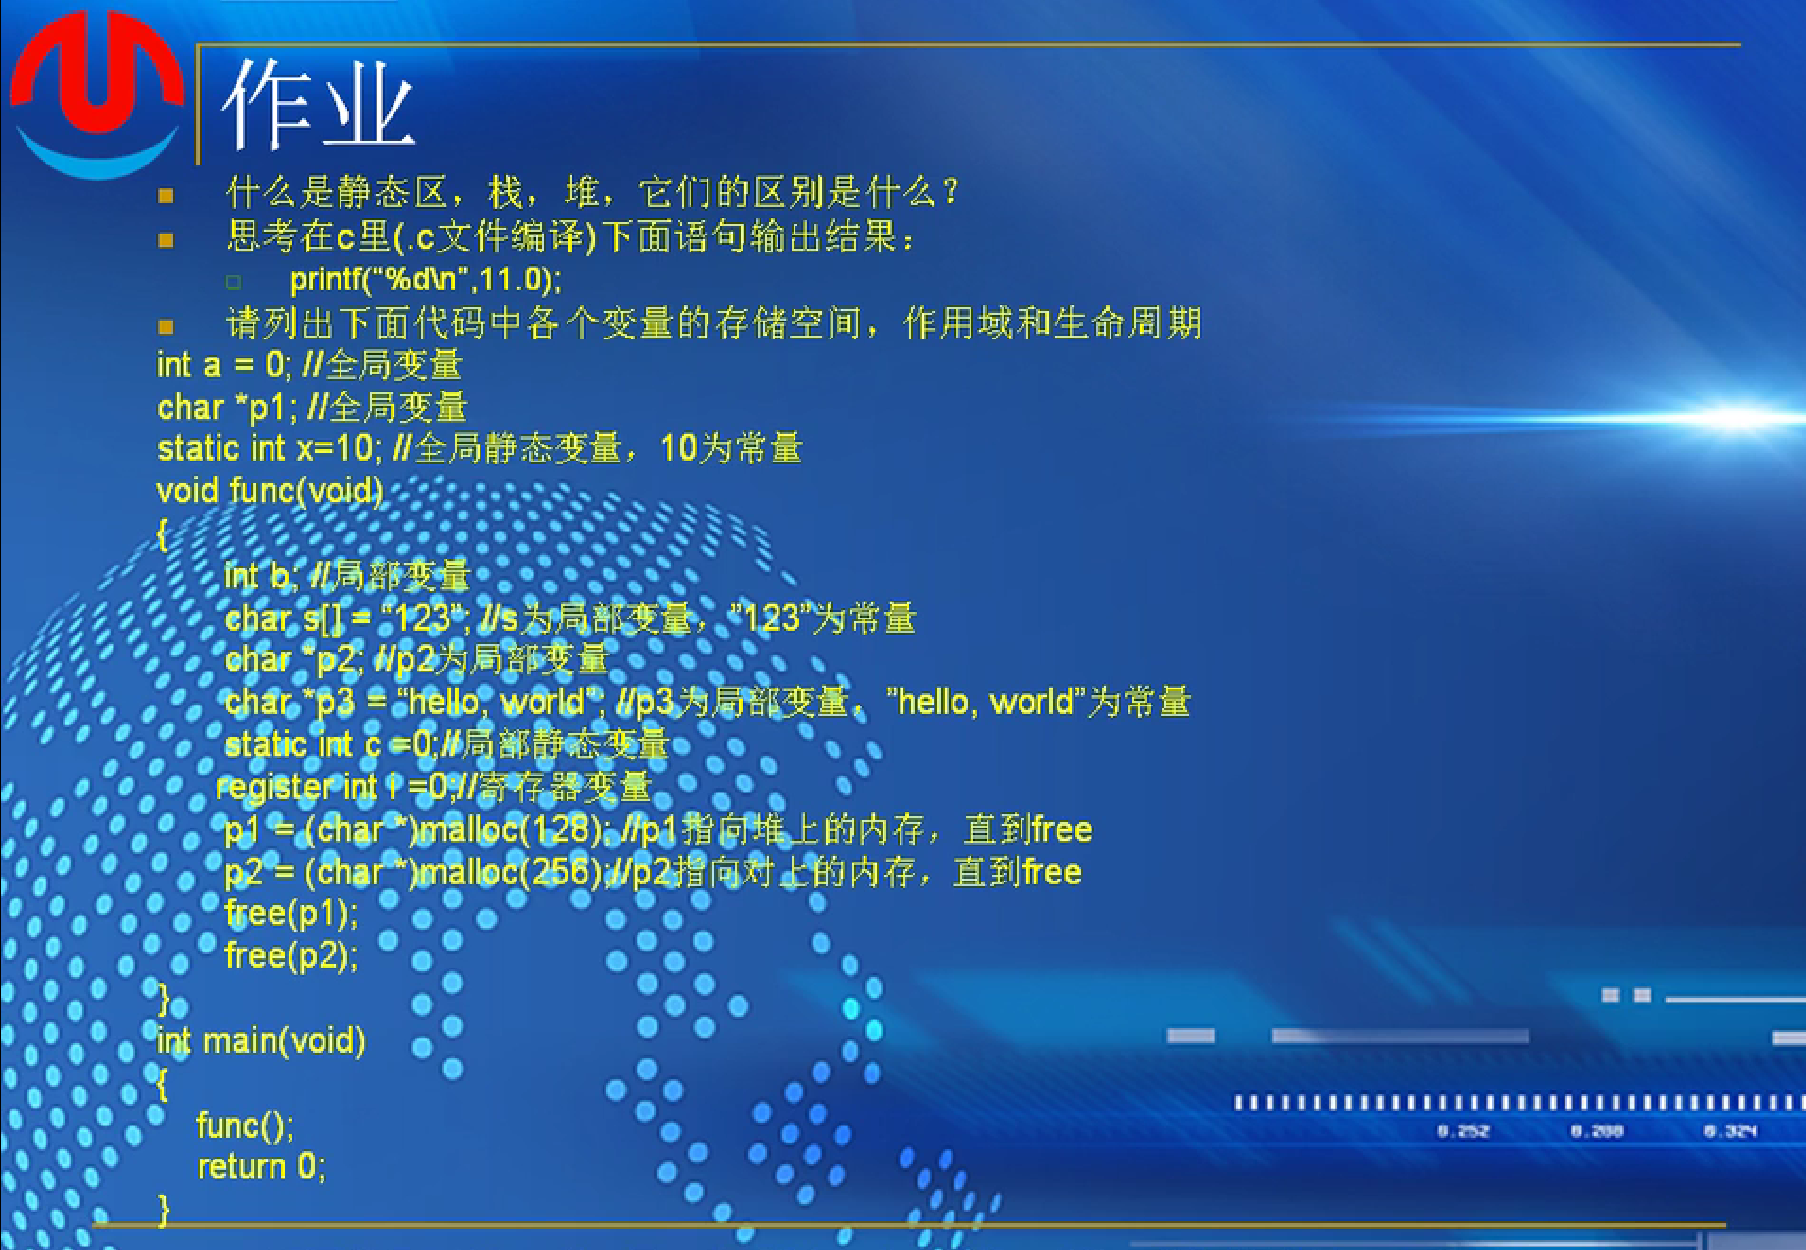 作业
什么是静态区，栈，堆，它们的区别是什么？
思考在c里(.c文件编译)下面语句输出结果：
printf(“%d\n”,11.0);
请列出下面代码中各个变量的存储空间，作用域和生命周期
int a = 0; //全局变量
char *p1; //全局变量
static int x=10; //全局静态变量，10为常量
void func(void)
{
int b; //局部变量
char s[] = “123”; //s为局部变量，”123”为常量
char *p2; //p2为局部变量
char *p3 = “hello, world”; //p3为局部变量，”hello, world”为常量
static int c =0;//局部静态变量
register int i =0;//寄存器变量
p1 = (char *)malloc(128); //p1指向堆上的内存，直到free
p2 = (char *)malloc(256);//p2指向对上的内存，直到free
free(p1);
free(p2);
}
int main(void)
{
func();
return 0;
}
0.252 0.288 0.324